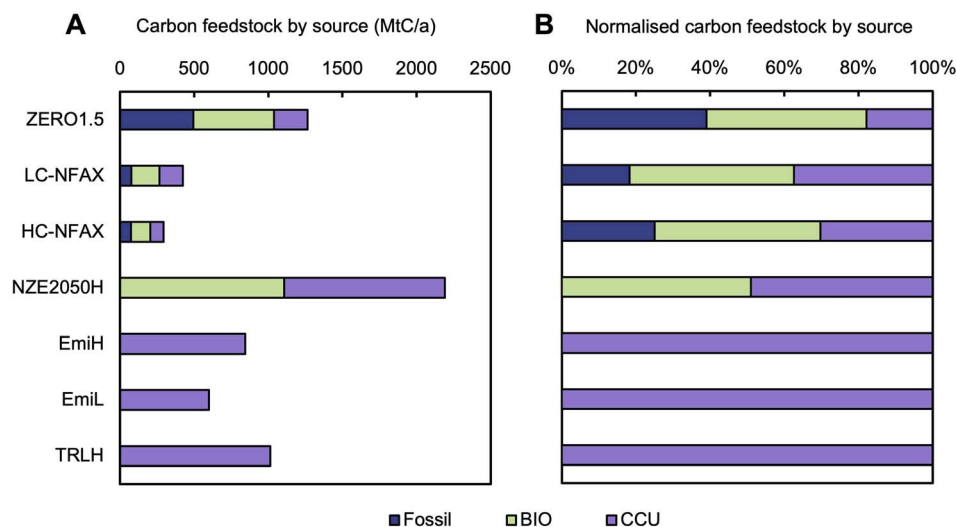 A Carbon feedstock by source (MtC/a)
0 500 1000 1500 2000 2500
ZERO1.5
LC-NFAX
HC-NFAX
NZE2050H
EmiH
EmiL
TRLH
B Normalised carbon feedstock by source
0% 20% 40% 60% 80% 100%
Fossil BIO CCU